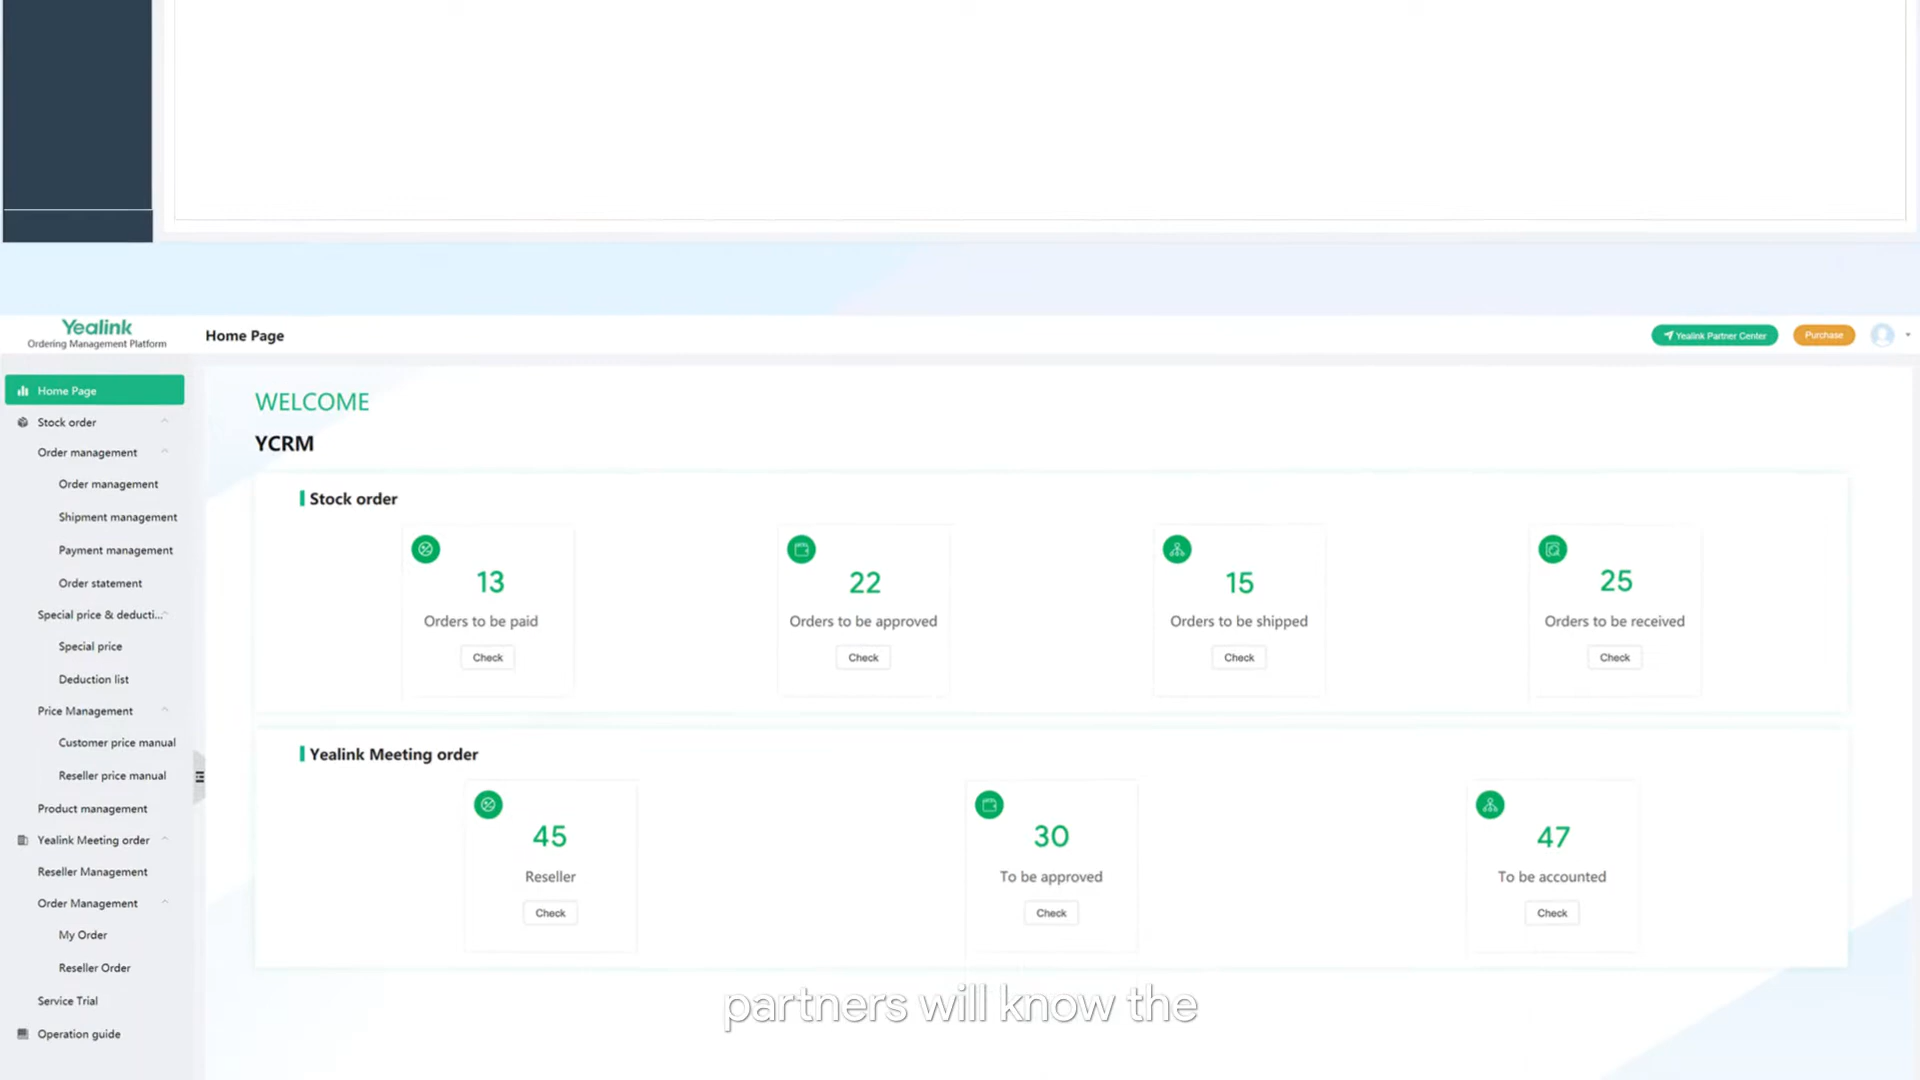 Yealink
Ordering Management Platform
Home Page
Yealink Partner Center
Purchase
Home Page
Stock order
Order management
Order management
Shipment management
Payment management
Order statement
Special price & deducti...
Special price
Deduction list
Price Management
Customer price manual
Reseller price manual
Product management
Yealink Meeting order
Reseller Management
Order Management
My Order
Reseller Order
Service Trial
Operation guide
WELCOME
YCRM
Stock order
13
Orders to be paid
Check
22
Orders to be approved
Check
15
Orders to be shipped
Check
25
Orders to be received
Check
Yealink Meeting order
45
Reseller
Check
30
To be approved
Check
47
To be accounted
Check
partners will know the